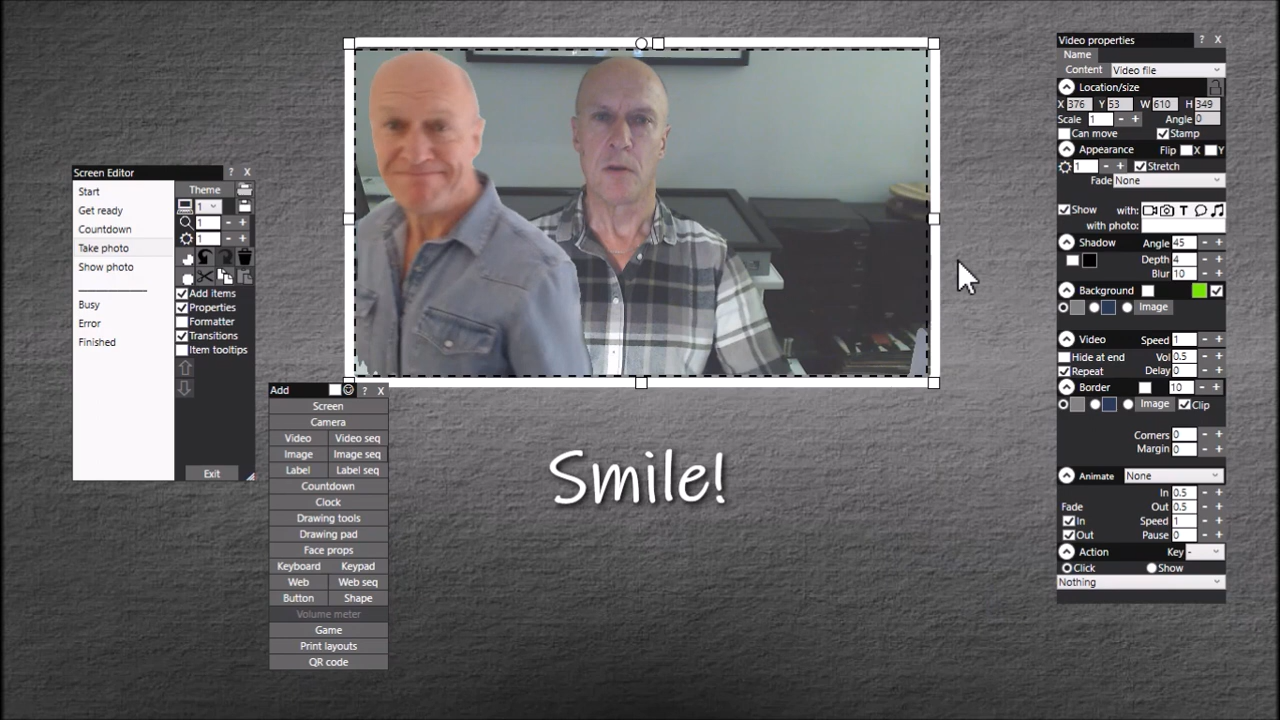 Screen Editor ? X
Start
Get ready
Countdown
Take photo
Show photo
Busy
Error
Finished
Theme
1
1
1
Add items
Properties
Formatter
Transitions
Item tooltips
Exit
Add ? X
Screen
Camera
Video Video seq
Image Image seq
Label Label seq
Countdown
Clock
Drawing tools
Drawing pad
Face props
Keyboard Keypad
Web Web seq
Button Shape
Volume meter
Game
Print layouts
QR code
Smile!
Video properties ? X
Name
Content Video file
Location/size
X 376 Y 53 W 610 H 349
Scale 1 - + Angle 0
Can move Stamp
Appearance Flip X Y
1 - + Stretch
Fade None
Show with: T
with photo:
Shadow Angle 45 - +
Depth 4 - +
Blur 10 - +
Background
Image
Video Speed 1 - +
Hide at end Vol 0.5 - +
Repeat Delay 0 - +
Border 10 - +
Image Clip
Corners 0 - +
Margin 0 - +
Animate None
In 0.5 - +
Fade Out 0.5 - +
In Speed 1 - +
Out Pause 0 - +
Action Key -
Click Show
Nothing